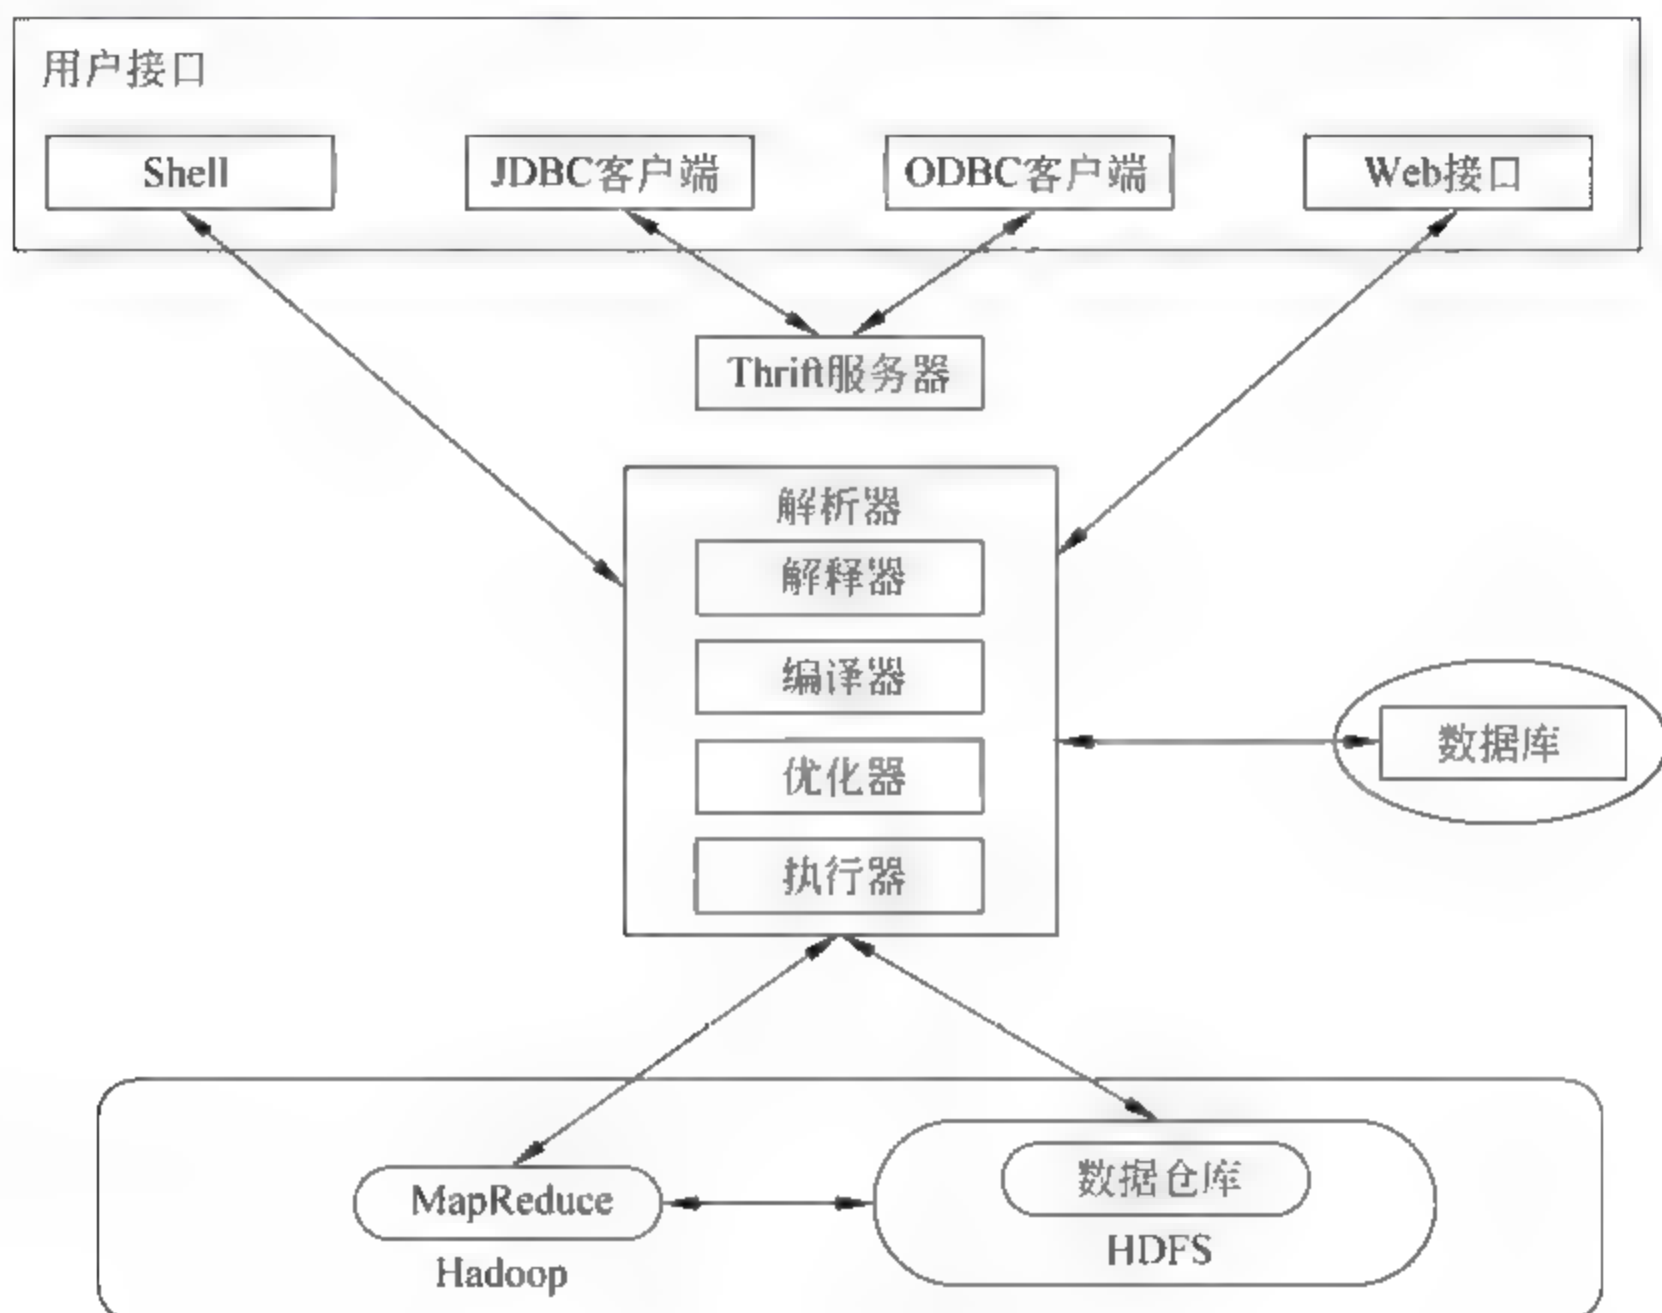 用户接口
Shell
JDBC客户端
ODBC客户端
Web接口
Thrift服务器
解析器
解释器
编译器
优化器
执行器
数据库
MapReduce
Hadoop
数据仓库
HDFS